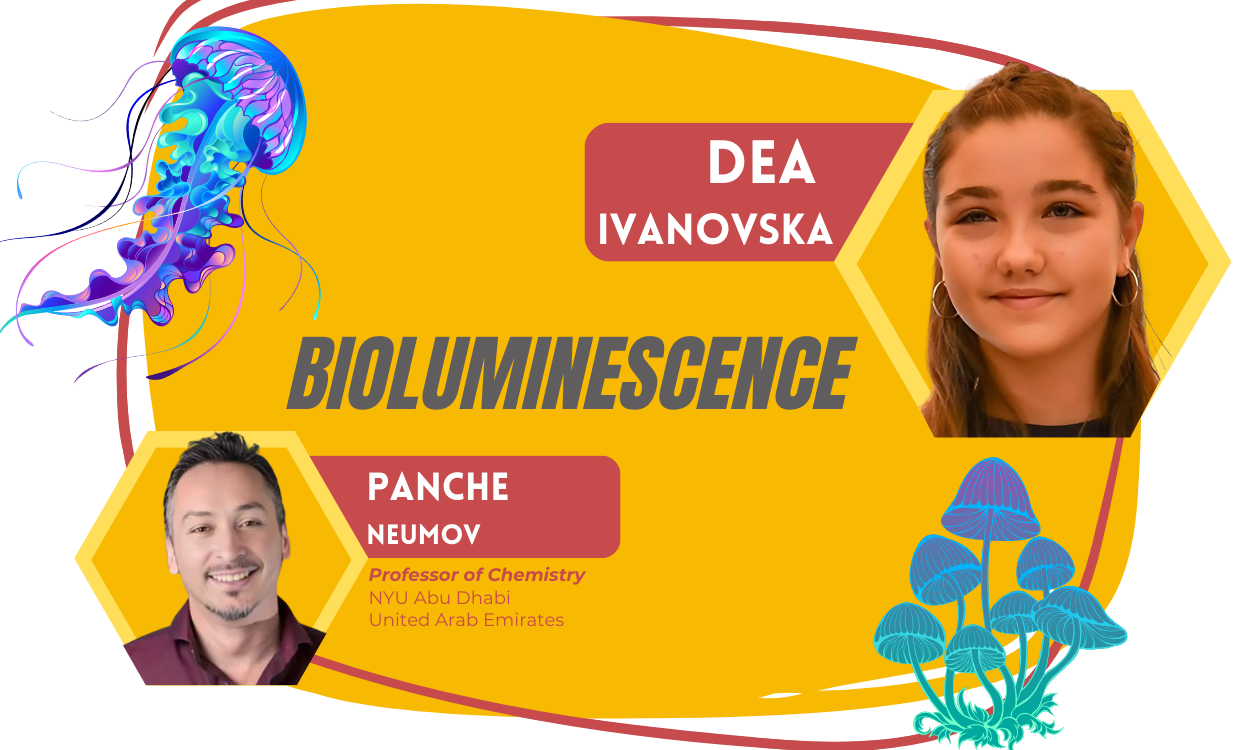 DEA
IVANOVSKA
BIOLUMINESCENCE
PANCHE
NEUMOV
Professor of Chemistry
NYU Abu Dhabi
United Arab Emirates